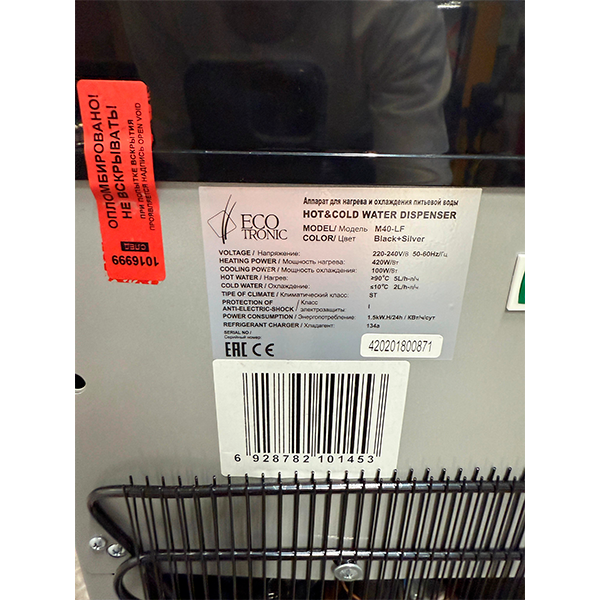 ОПЛОМБИРОВАНО!
НЕ ВСКРЫВАТЬ!
ПРИ ПОПЫТКЕ ВСКРЫТИЯ
ПРОЯВЛЯЕТСЯ НАДПИСЬ OPEN VOID
1016999
ECO
TRONIC
Аппарат для нагрева и охлаждения питьевой воды
HOT&COLD WATER DISPENSER
MODEL/ Модель M40-LF
COLOR/ Цвет Black+Silver
VOLTAGE / Напряжение: 220-240V/В 50-60Hz/Гц
HEATING POWER / Мощность нагрева: 420W/Вт
COOLING POWER / Мощность охлаждения: 100W/Вт
HOT WATER / Нагрев: ≥90°C 5L/h-л/ч
COLD WATER / Охлаждение: ≤10°C 2L/h-л/ч
TYPE OF CLIMATE / Климатический класс: ST
PROTECTION OF ANTI-ELECTRIC-SHOCK / Класс электрозащиты I
POWER CONSUMPTION / Энергопотребление: 1.5kW.H/24h / КВт/ч/сут
REFRIGERANT CHARGER / Хладагент: 134a
SERIAL NO /
Серийный номер: 420201800871
EAC CE
6 928782 101453